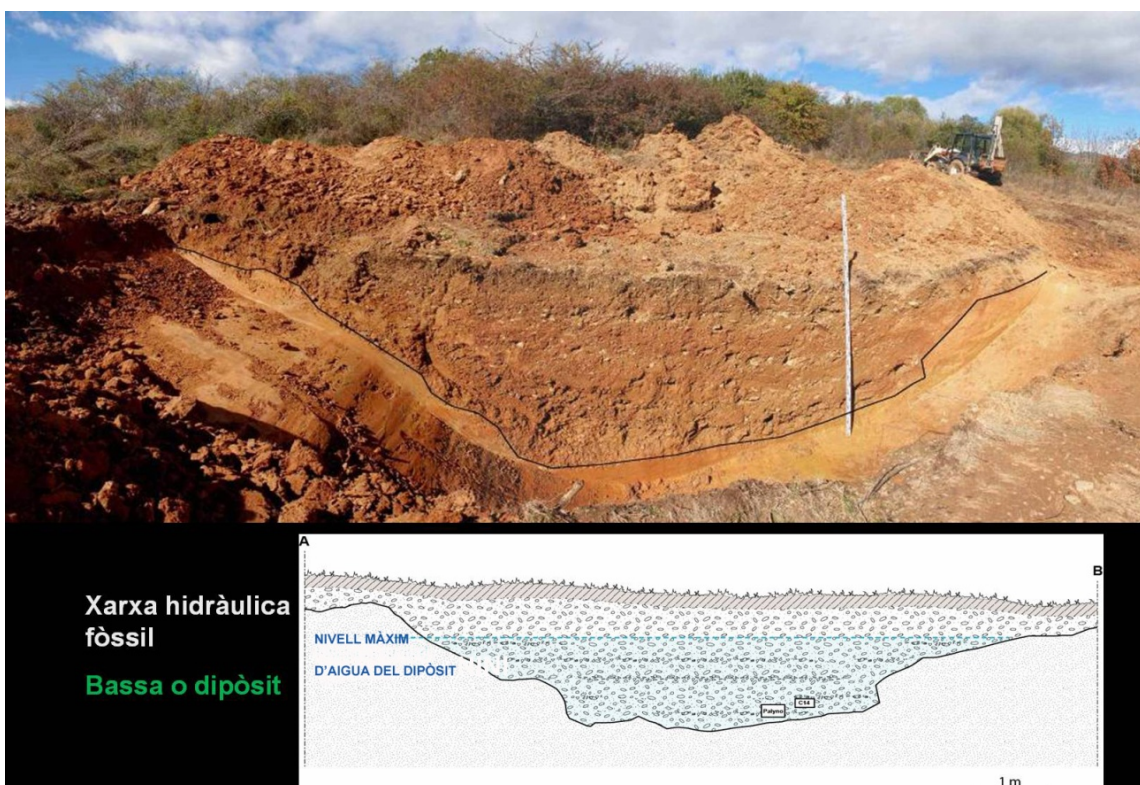 A
B
Xarxa hidràulica
fòssil
Bassa o dipòsit
NIVELL MÀXIM
D'AIGUA DEL DIPÒSIT
Palyno
C14
1 m